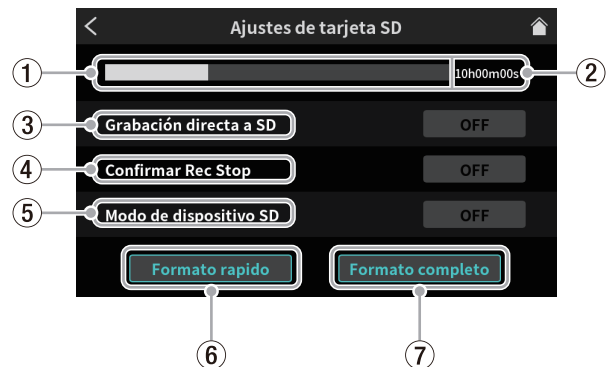 Ajustes de tarjeta SD
① 10h00m00s ②
③ Grabación directa a SD OFF
④ Confirmar Rec Stop OFF
⑤ Modo de dispositivo SD OFF
Formato rapido Formato completo
⑥ ⑦